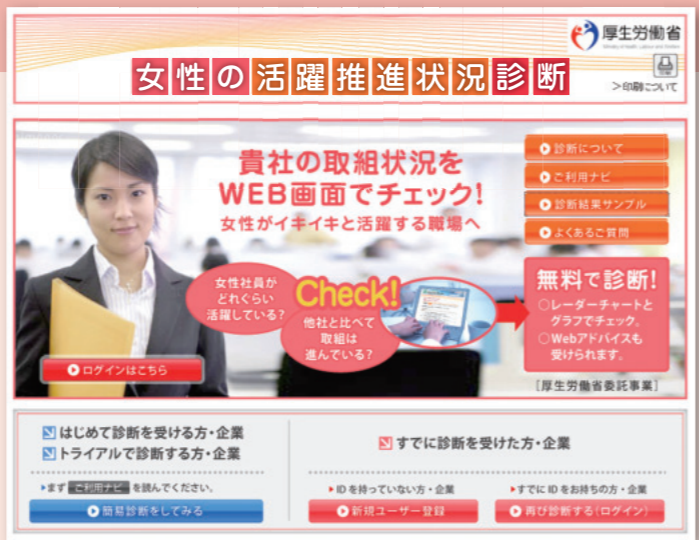 厚生労働省
Ministry of Health, Labour and Welfare
女性の活躍推進状況診断
＞印刷について
貴社の取組状況を
WEB画面でチェック!
女性がイキイキと活躍する職場へ
診断について
ご利用ナビ
診断結果サンプル
よくあるご質問
女性社員が
どれぐらい
活躍している?
Check!
他社と比べて
取組は
進んでいる?
無料で診断!
○レーダーチャートと
グラフでチェック。
○Webアドバイスも
受けられます。
[厚生労働省委託事業]
ログインはこちら
はじめて診断を受ける方・企業
トライアルで診断する方・企業
まず ご利用ナビ を読んでください。
簡易診断をしてみる
すでに診断を受けた方・企業
IDを持っていない方・企業
新規ユーザー登録
すでにIDをお持ちの方・企業
再び診断する(ログイン)